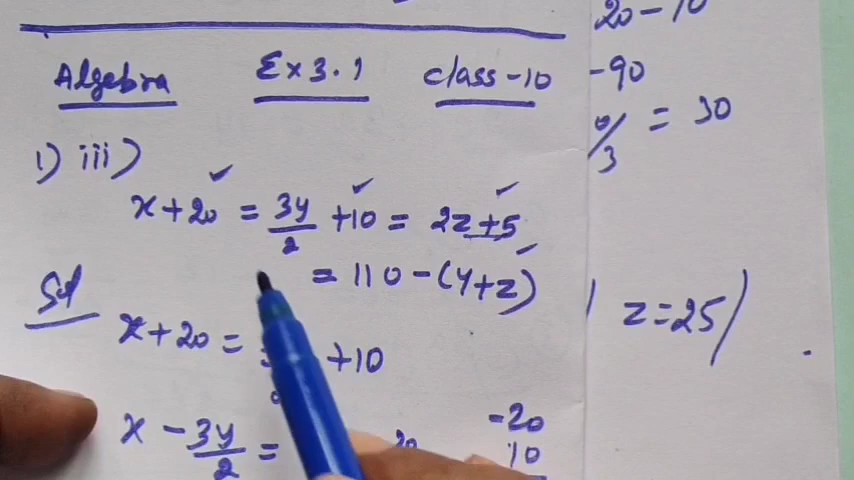 Algebra Ex 3.1 class-10
1) iii)
x+20 = 3y/2 +10 = 2z+5
= 110-(y+z)
Sol
x+20 = +10
x - 3y/2 =
-20
10
20-10
-90
/3 = 30
z=25/